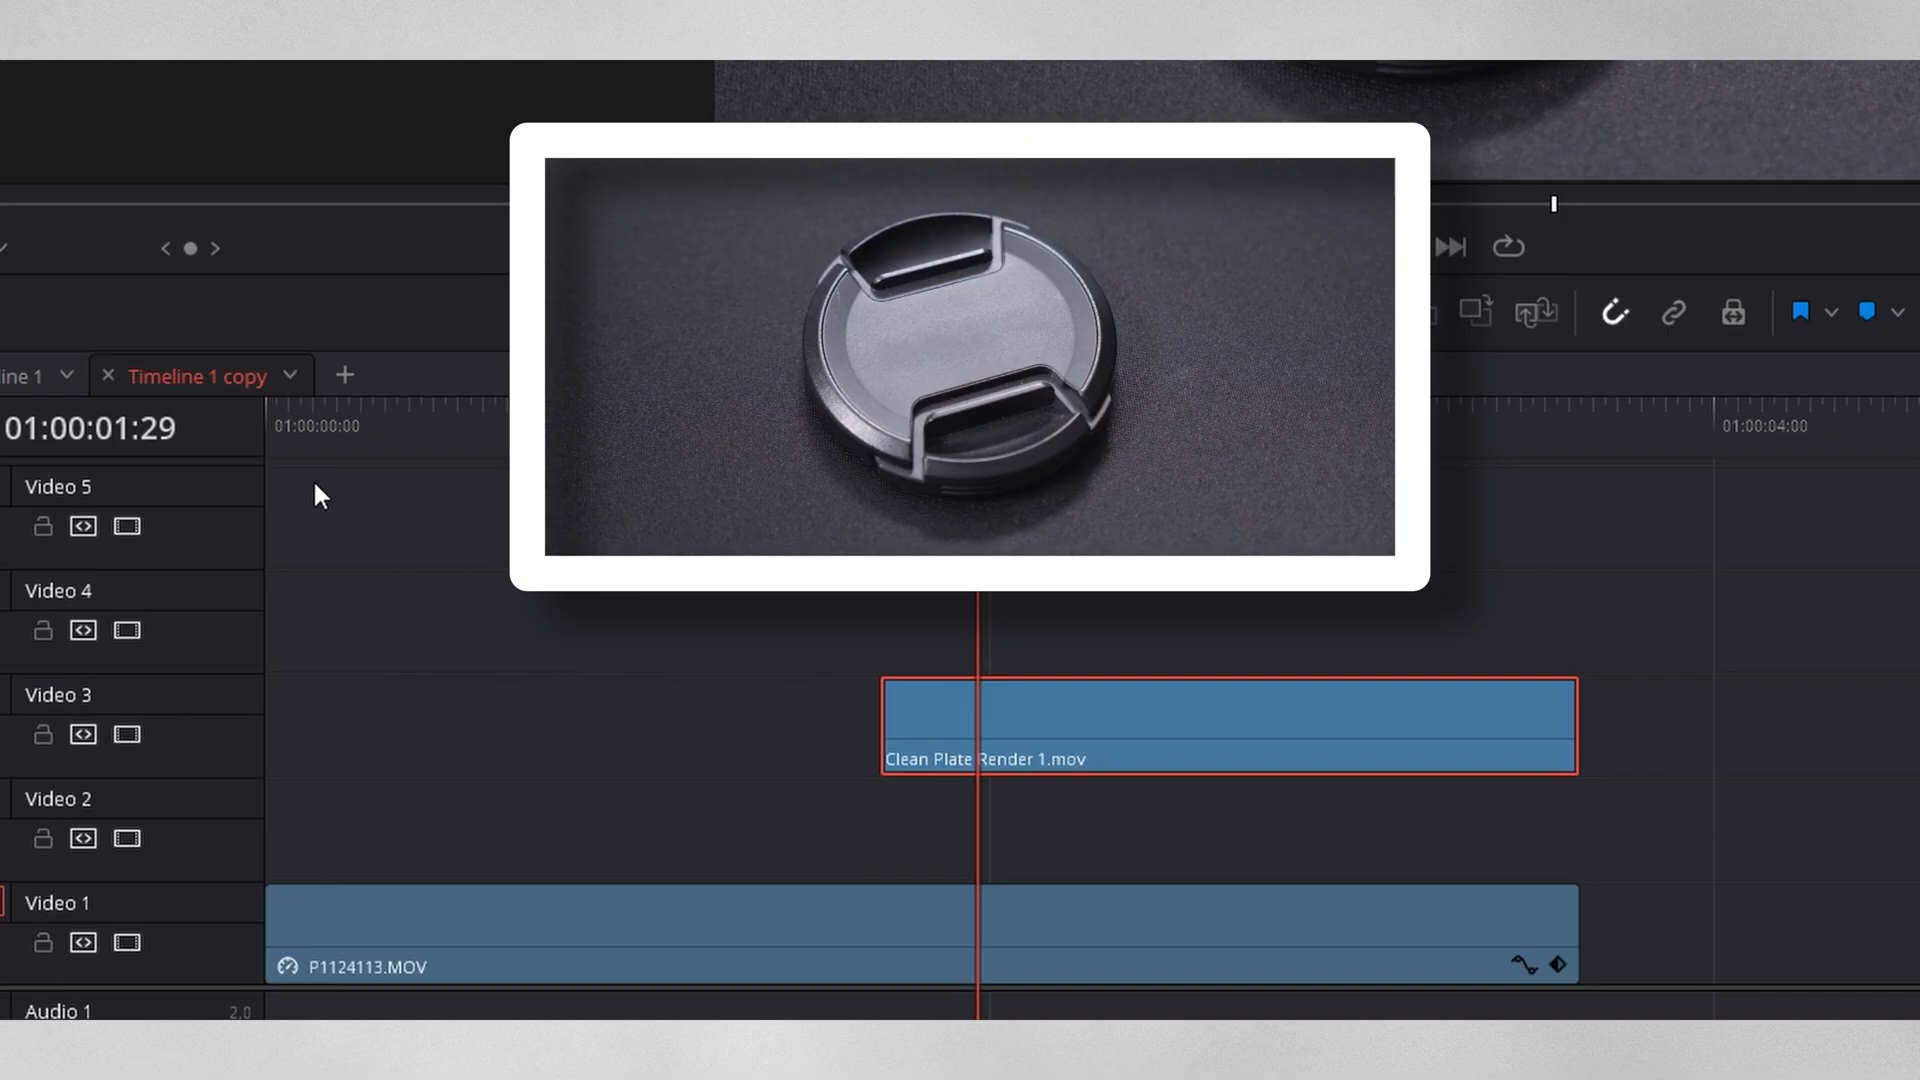 line 1
Timeline 1 copy
01:00:01:29
01:00:00:00
01:00:04:00
Video 5
Video 4
Video 3
Clean Plate Render 1.mov
Video 2
Video 1
P1124113.MOV
Audio 1
2.0